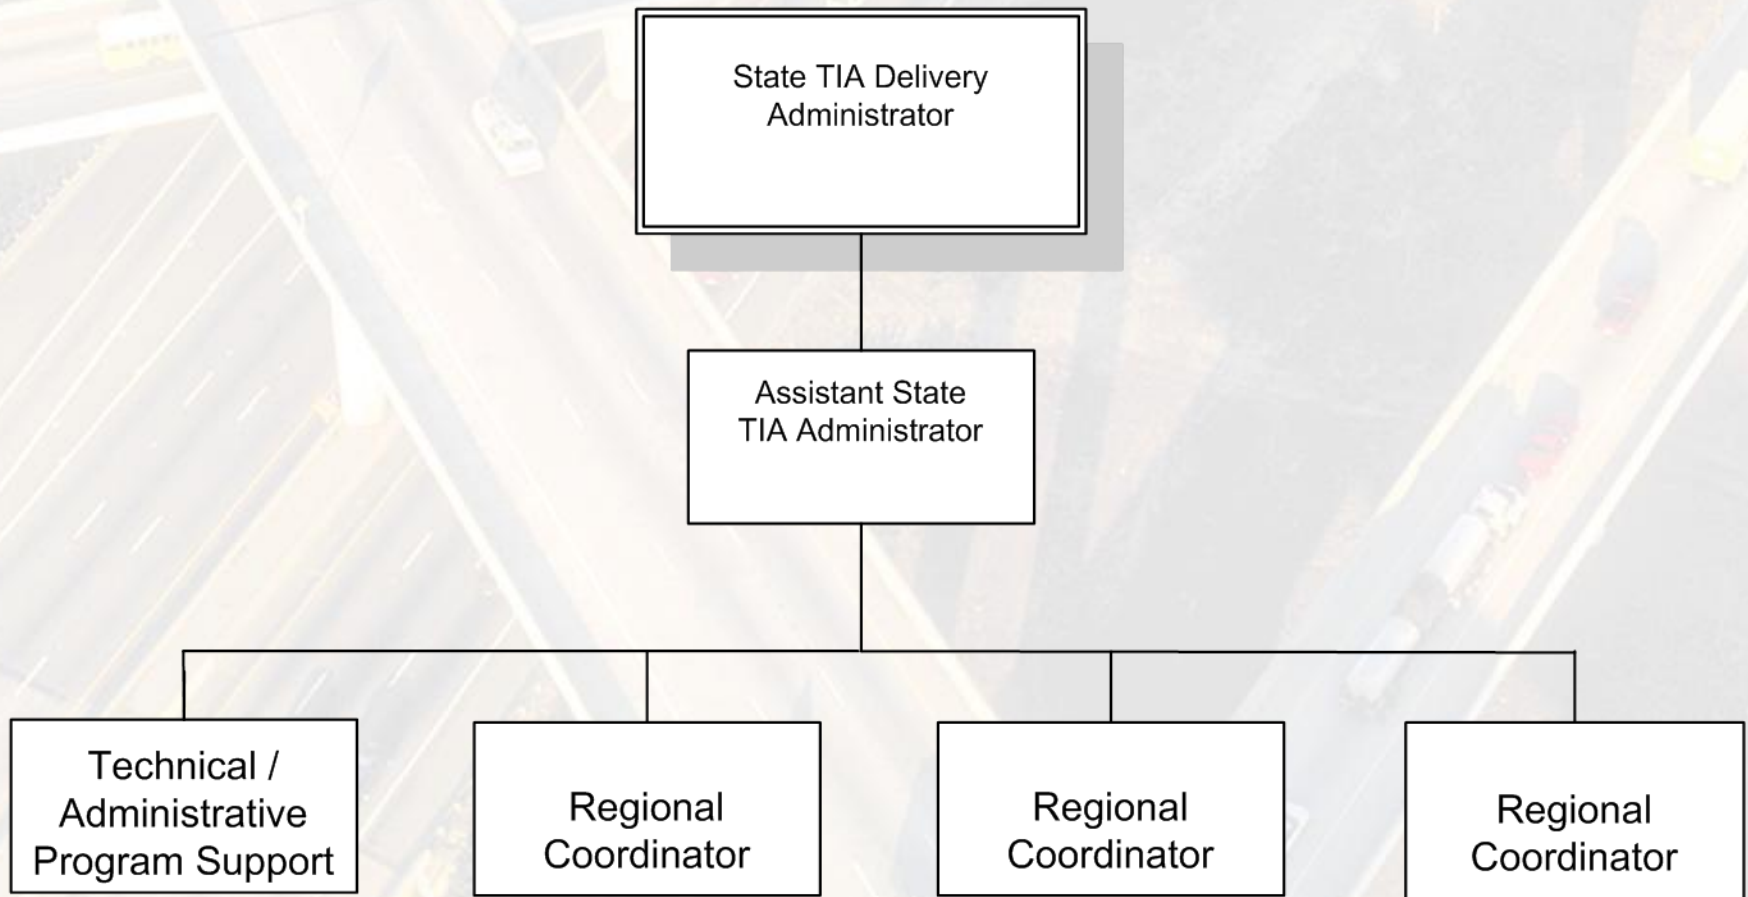 State TIA Delivery
Administrator
Assistant State
TIA Administrator
Technical /
Administrative
Program Support
Regional
Coordinator
Regional
Coordinator
Regional
Coordinator